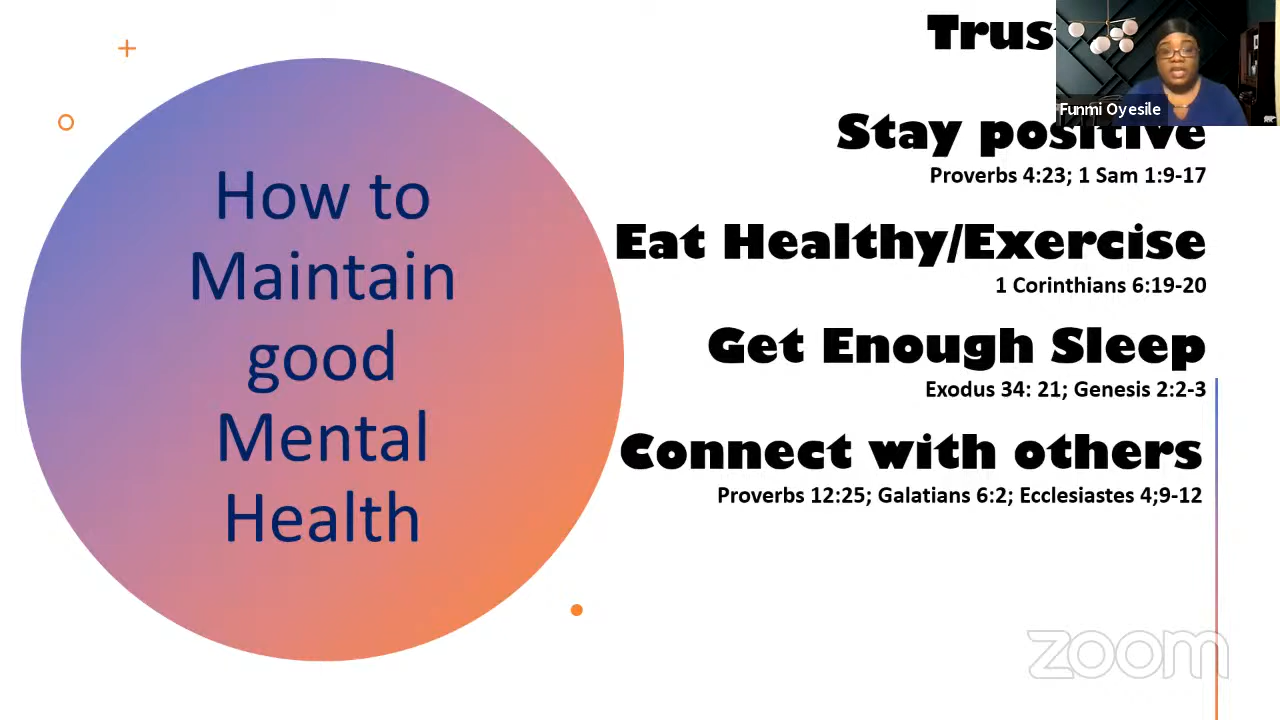 How to
Maintain
good
Mental
Health
Funmi Oyesile
Stay positive
Proverbs 4:23; 1 Sam 1:9-17
Eat Healthy/Exercise
1 Corinthians 6:19-20
Get Enough Sleep
Exodus 34: 21; Genesis 2:2-3
Connect with others
Proverbs 12:25; Galatians 6:2; Ecclesiastes 4;9-12
zoom